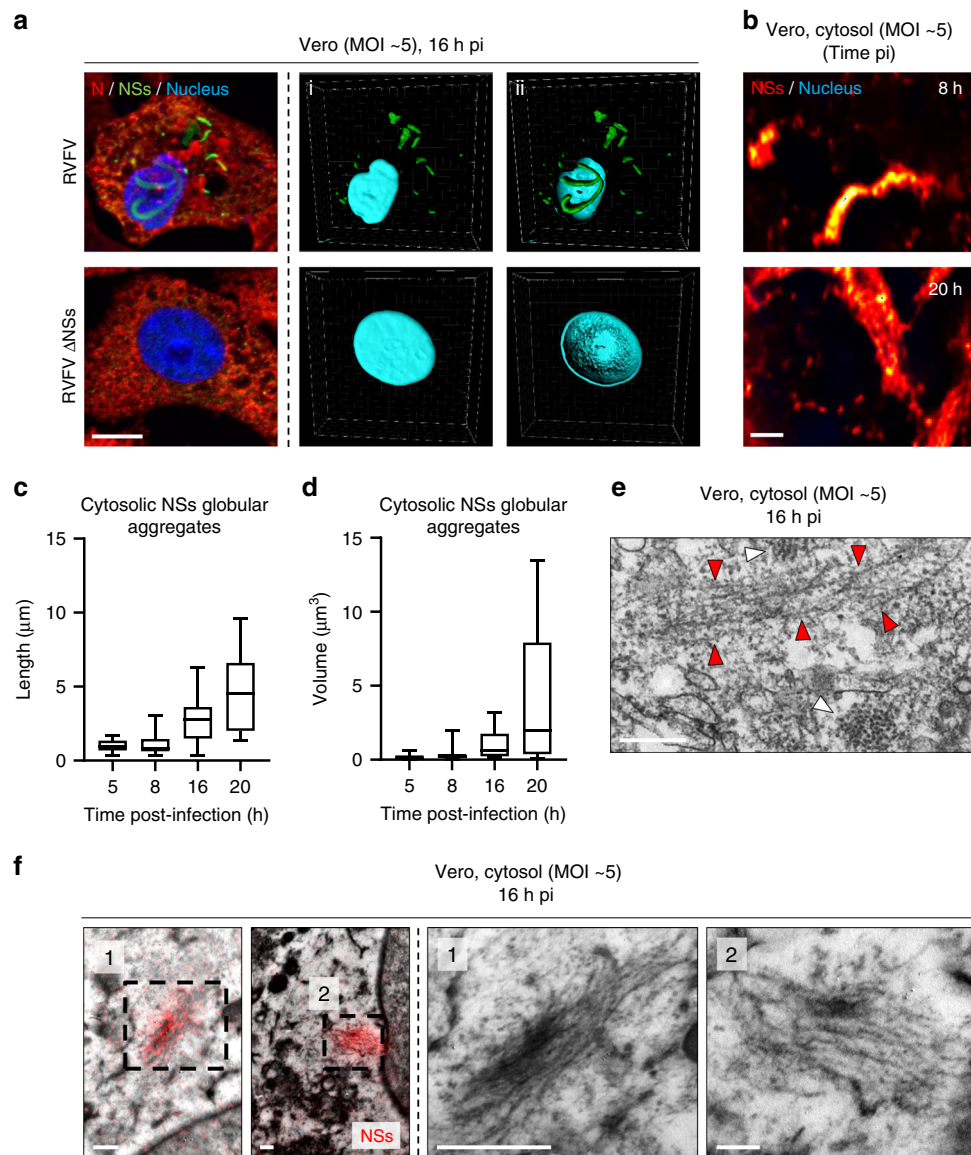 a
Vero (MOI ~5), 16 h pi
N / NSs / Nucleus
i
ii
RVFV
RVFV ΔNSs
b
Vero, cytosol (MOI ~5)
(Time pi)
NSs / Nucleus
8 h
20 h
c
Cytosolic NSs globular
aggregates
Length (μm)
15
10
5
0
5 8 16 20
Time post-infection (h)
d
Cytosolic NSs globular
aggregates
Volume (μm³)
15
10
5
0
5 8 16 20
Time post-infection (h)
e
Vero, cytosol (MOI ~5)
16 h pi
f
Vero, cytosol (MOI ~5)
16 h pi
1
2
NSs
1
2